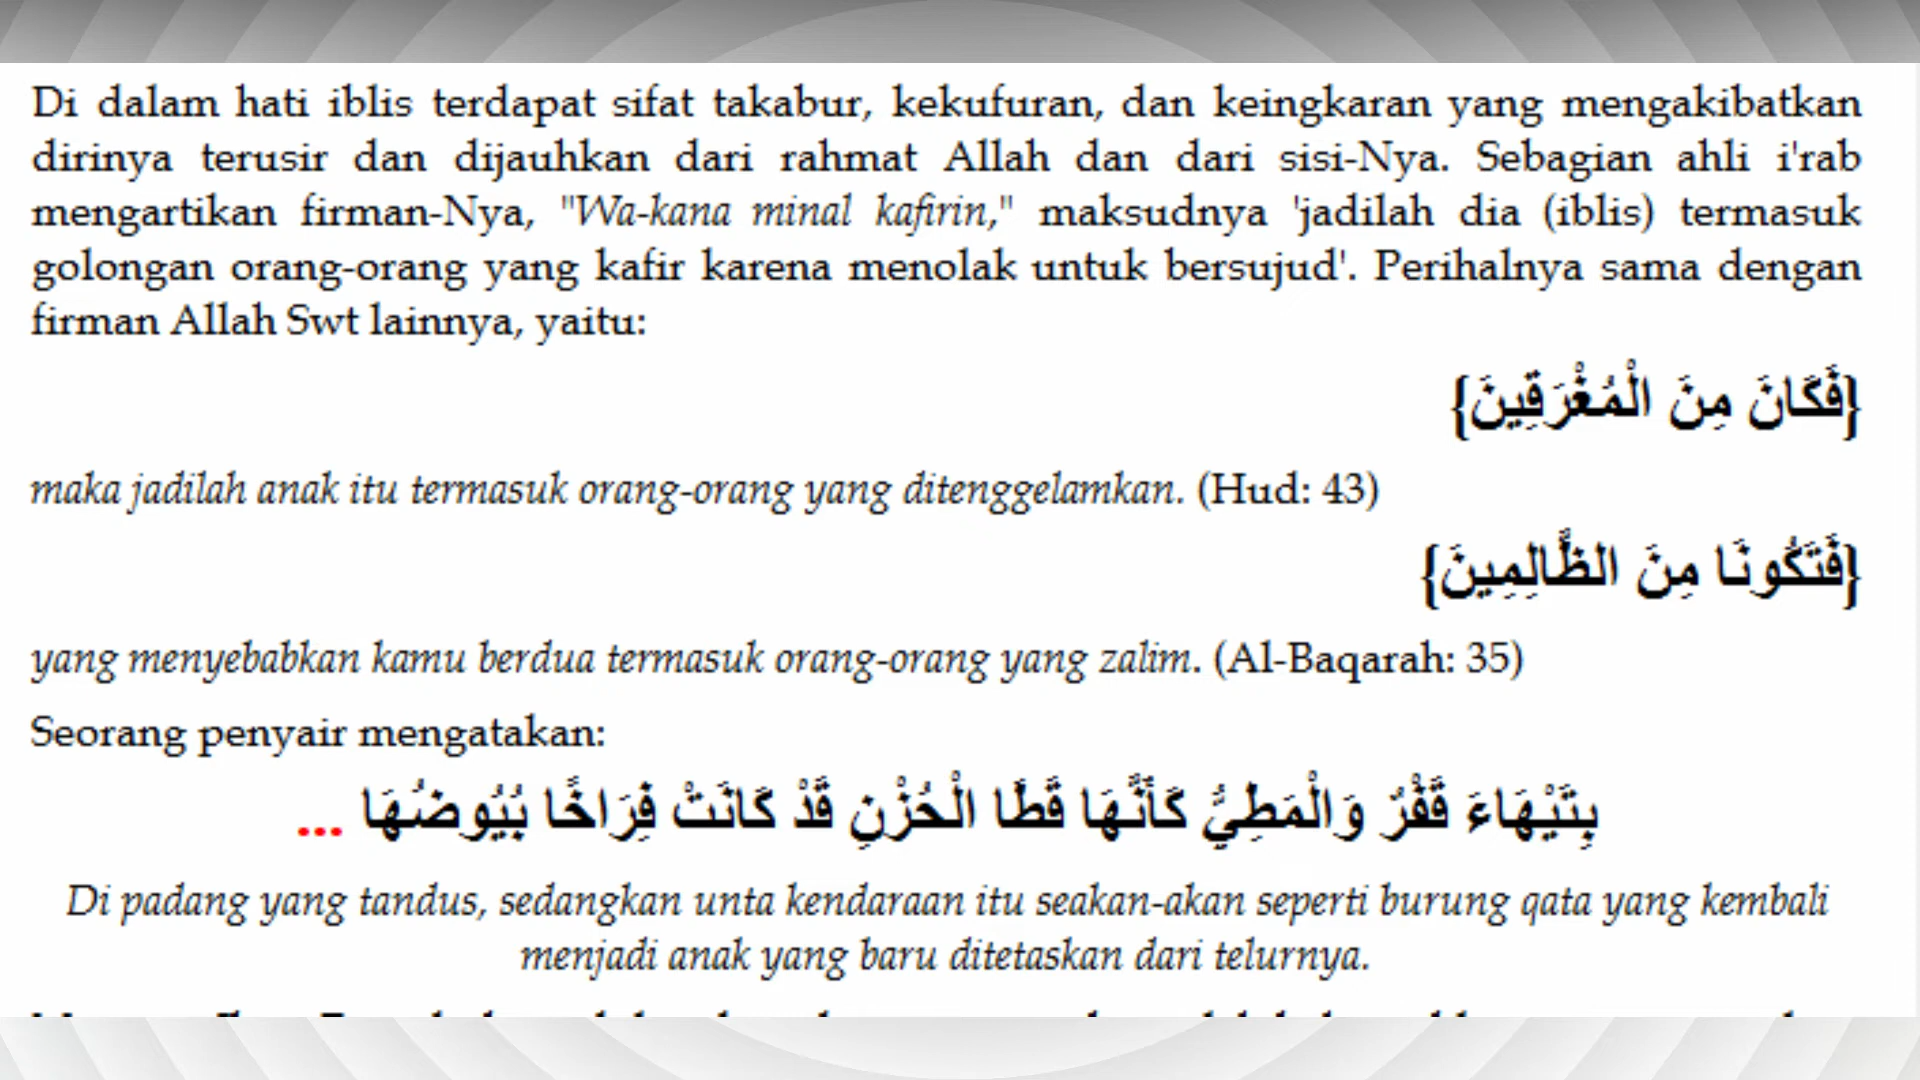 Di dalam hati iblis terdapat sifat takabur, kekufuran, dan keingkaran yang mengakibatkan
dirinya terusir dan dijauhkan dari rahmat Allah dan dari sisi-Nya. Sebagian ahli i'rab
mengartikan firman-Nya, "Wa-kana minal kafirin," maksudnya 'jadilah dia (iblis) termasuk
golongan orang-orang yang kafir karena menolak untuk bersujud'. Perihalnya sama dengan
firman Allah Swt lainnya, yaitu:
{فَكَانَ مِنَ الْمُغْرَقِينَ}
maka jadilah anak itu termasuk orang-orang yang ditenggelamkan. (Hud: 43)
{فَتَكُونَا مِنَ الظَّالِمِينَ}
yang menyebabkan kamu berdua termasuk orang-orang yang zalim. (Al-Baqarah: 35)
Seorang penyair mengatakan:
بِتَيْهَاءَ قَفْرٌ وَالْمَطِيُّ كَأَنَّهَا قَطَا الْحُزْنِ قَدْ كَانَتْ فِرَاخًا بُيُوضُهَا ...
Di padang yang tandus, sedangkan unta kendaraan itu seakan-akan seperti burung qata yang kembali
menjadi anak yang baru ditetaskan dari telurnya.